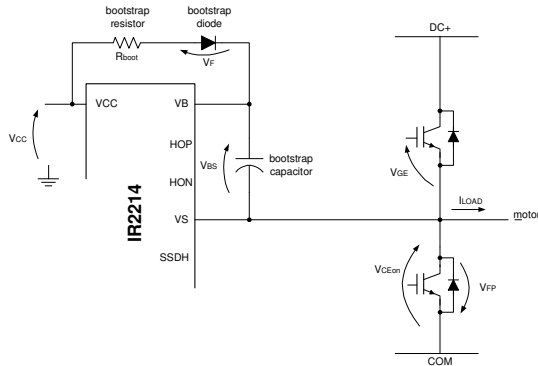 bootstrap
resistor
bootstrap
diode
DC+
Rboot
VF
VCC
VB
VCC
HOP
VBS
bootstrap
capacitor
HON
VGE
IR2214
ILOAD
VS
motor
SSDH
VCEon
VFP
COM